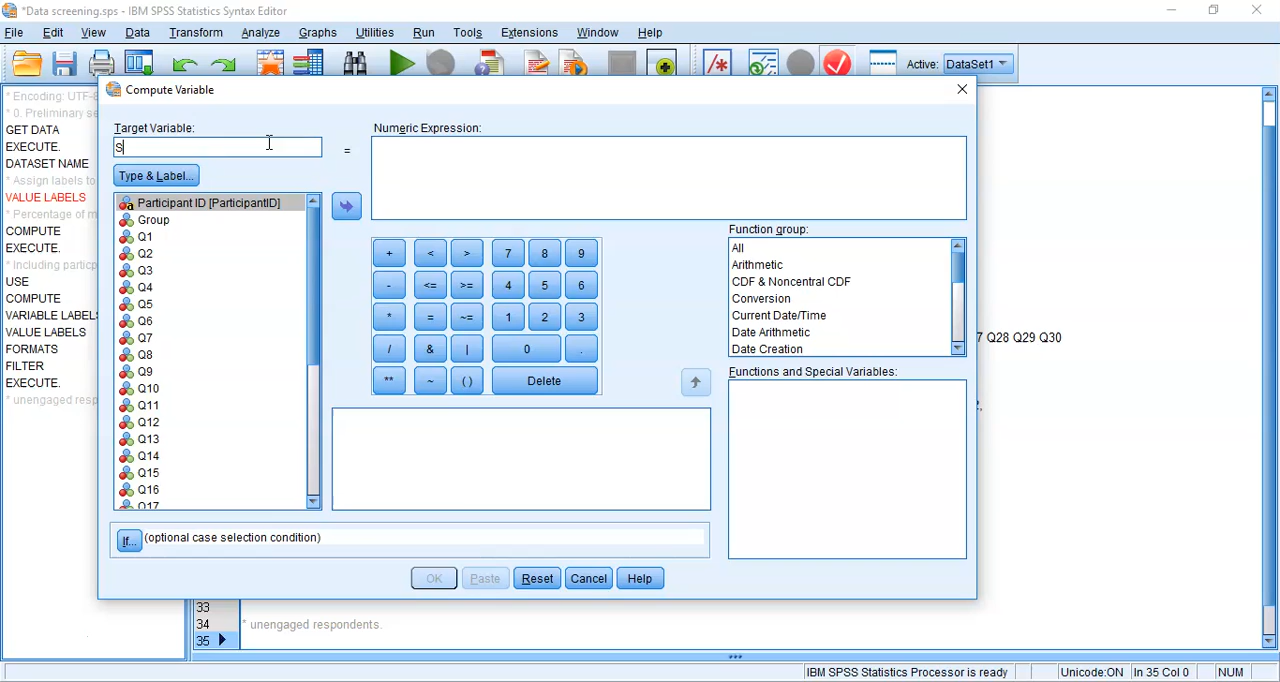 *Data screening.sps - IBM SPSS Statistics Syntax Editor
File Edit View Data Transform Analyze Graphs Utilities Run Tools Extensions Window Help
Active: DataSet1
* Encoding: UTF-8
* 0. Preliminary se
GET DATA
EXECUTE.
DATASET NAME
* Assign labels to
VALUE LABELS
* Percentage of m
COMPUTE
EXECUTE.
* Including particip
USE
COMPUTE
VARIABLE LABELS
VALUE LABELS
FORMATS
FILTER
EXECUTE.
* unengaged resp
Compute Variable
Target Variable:
S
=
Numeric Expression:
Type & Label...
Participant ID [ParticipantID]
Group
Q1
Q2
Q3
Q4
Q5
Q6
Q7
Q8
Q9
Q10
Q11
Q12
Q13
Q14
Q15
Q16
Q17
+ < > 7 8 9
- <= >= 4 5 6
* = ~= 1 2 3
/ & | 0 .
** ~ ( ) Delete
Function group:
All
Arithmetic
CDF & Noncentral CDF
Conversion
Current Date/Time
Date Arithmetic
Date Creation
Functions and Special Variables:
If... (optional case selection condition)
OK Paste Reset Cancel Help
7 Q28 Q29 Q30
2,
33
34 * unengaged respondents.
35
IBM SPSS Statistics Processor is ready Unicode:ON In 35 Col 0 NUM